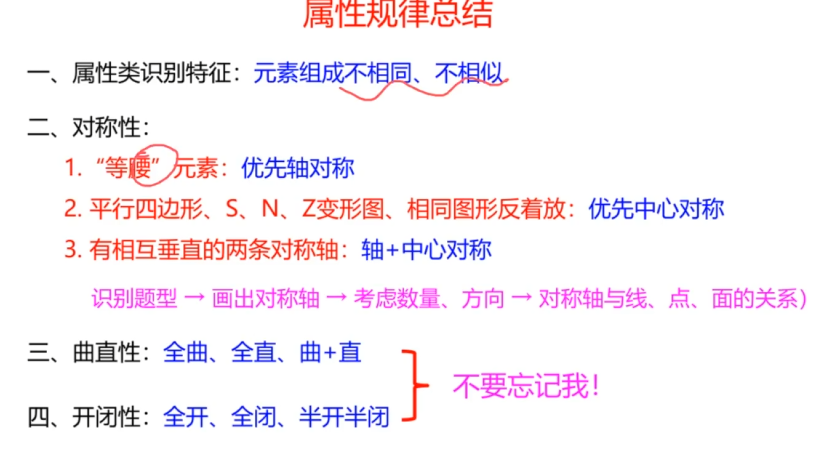 属性规律总结
一、属性类识别特征：元素组成不相同、不相似
二、对称性：
1. “等腰”元素：优先轴对称
2. 平行四边形、S、N、Z变形图、相同图形反着放：优先中心对称
3. 有相互垂直的两条对称轴：轴+中心对称
识别题型 → 画出对称轴 → 考虑数量、方向 → 对称轴与线、点、面的关系）
三、曲直性：全曲、全直、曲+直
不要忘记我！
四、开闭性：全开、全闭、半开半闭